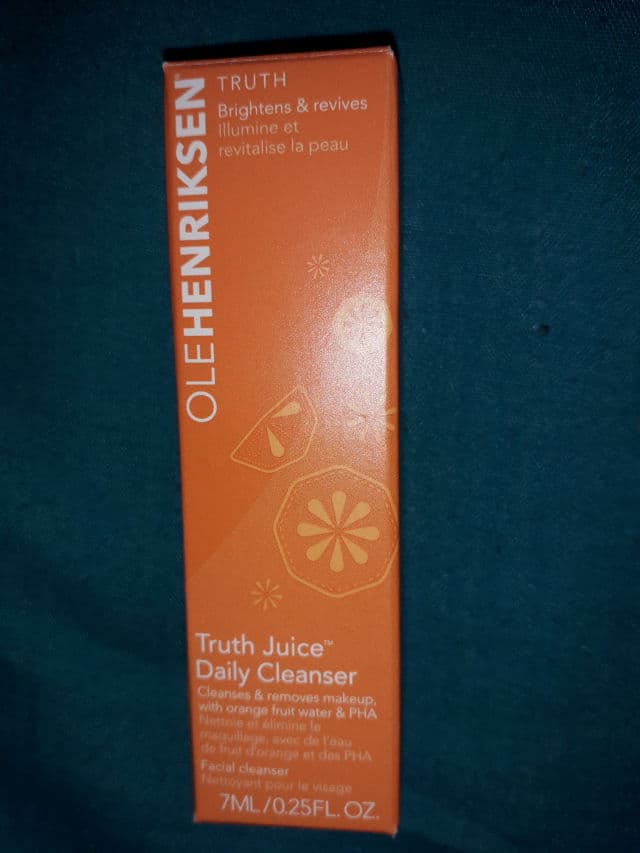 OLEHENRIKSEN®
TRUTH
Brightens & revives
Illumine et
revitalise la peau
Truth Juice™
Daily Cleanser
Cleanses & removes makeup,
with orange fruit water & PHA
Nettoie et élimine le
maquillage, avec de l'eau
de fruit d'orange et des PHA
Facial cleanser
Nettoyant pour le visage
7ML/0.25FL. OZ.